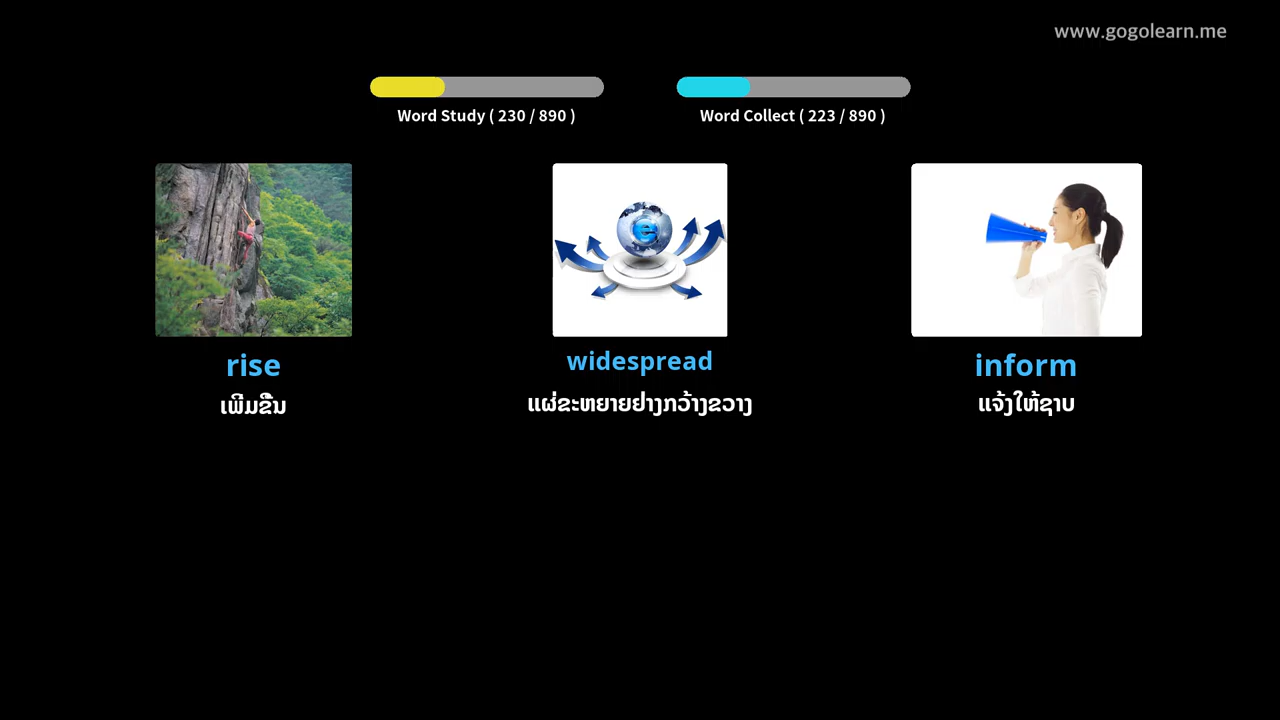 www.gogolearn.me
Word Study ( 230 / 890 )
Word Collect ( 223 / 890 )
rise
ເພີ່ມຂຶ້ນ
widespread
ແຜ່ຂະຫຍາຍຢ່າງກວ້າງຂວາງ
inform
ແຈ້ງໃຫ້ຊາບ